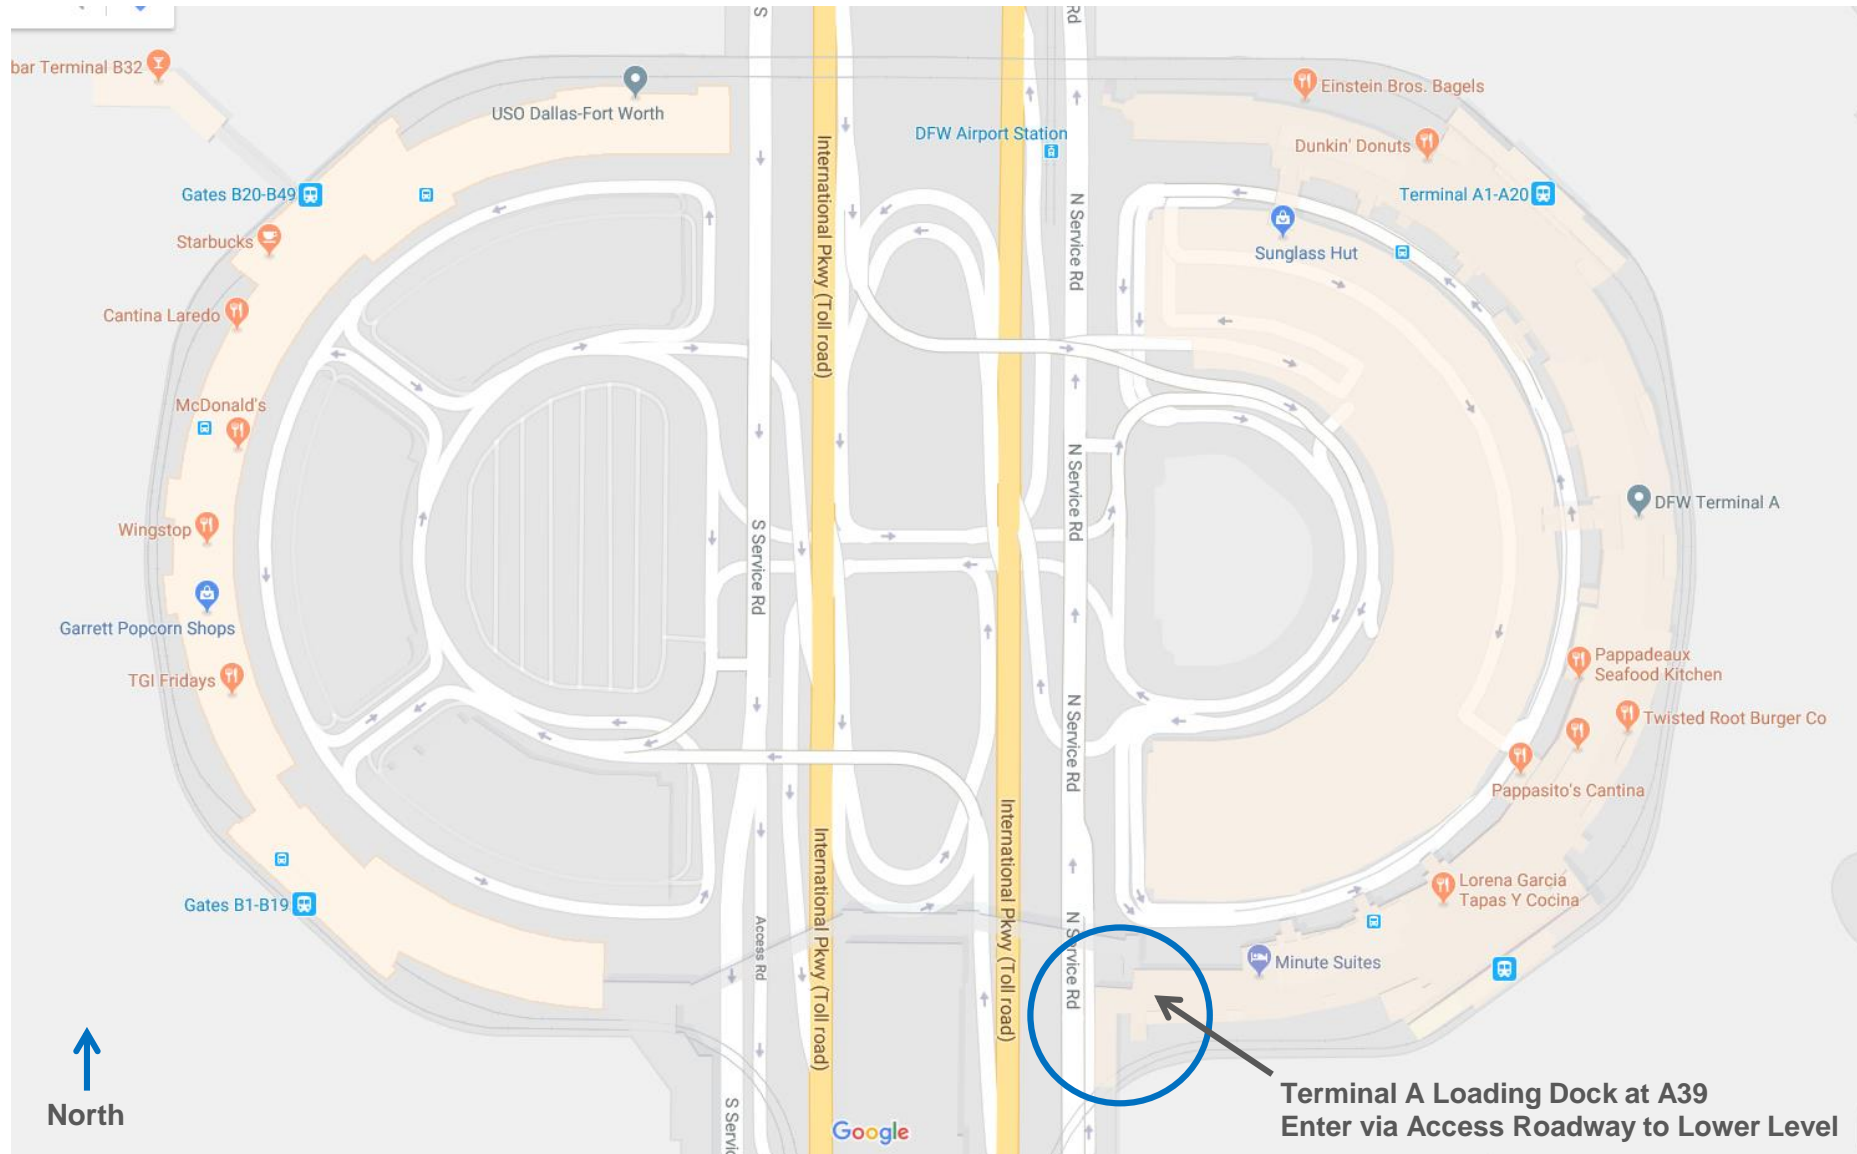 S
Rd
bar Terminal B32
USO Dallas-Fort Worth
Einstein Bros. Bagels
DFW Airport Station
Dunkin' Donuts
Gates B20-B49
Terminal A1-A20
International Pkwy (Toll road)
N Service Rd
Starbucks
Sunglass Hut
Cantina Laredo
McDonald's
N Service Rd
DFW Terminal A
Wingstop
S Service Rd
Garrett Popcorn Shops
Pappadeaux
Seafood Kitchen
TGI Fridays
N Service Rd
Twisted Root Burger Co
Pappasito's Cantina
International Pkwy (Toll road)
International Pkwy (Toll road)
Lorena Garcia
Tapas Y Cocina
Gates B1-B19
Access Rd
N Service Rd
Minute Suites
North
S Servic
Google
Terminal A Loading Dock at A39
Enter via Access Roadway to Lower Level